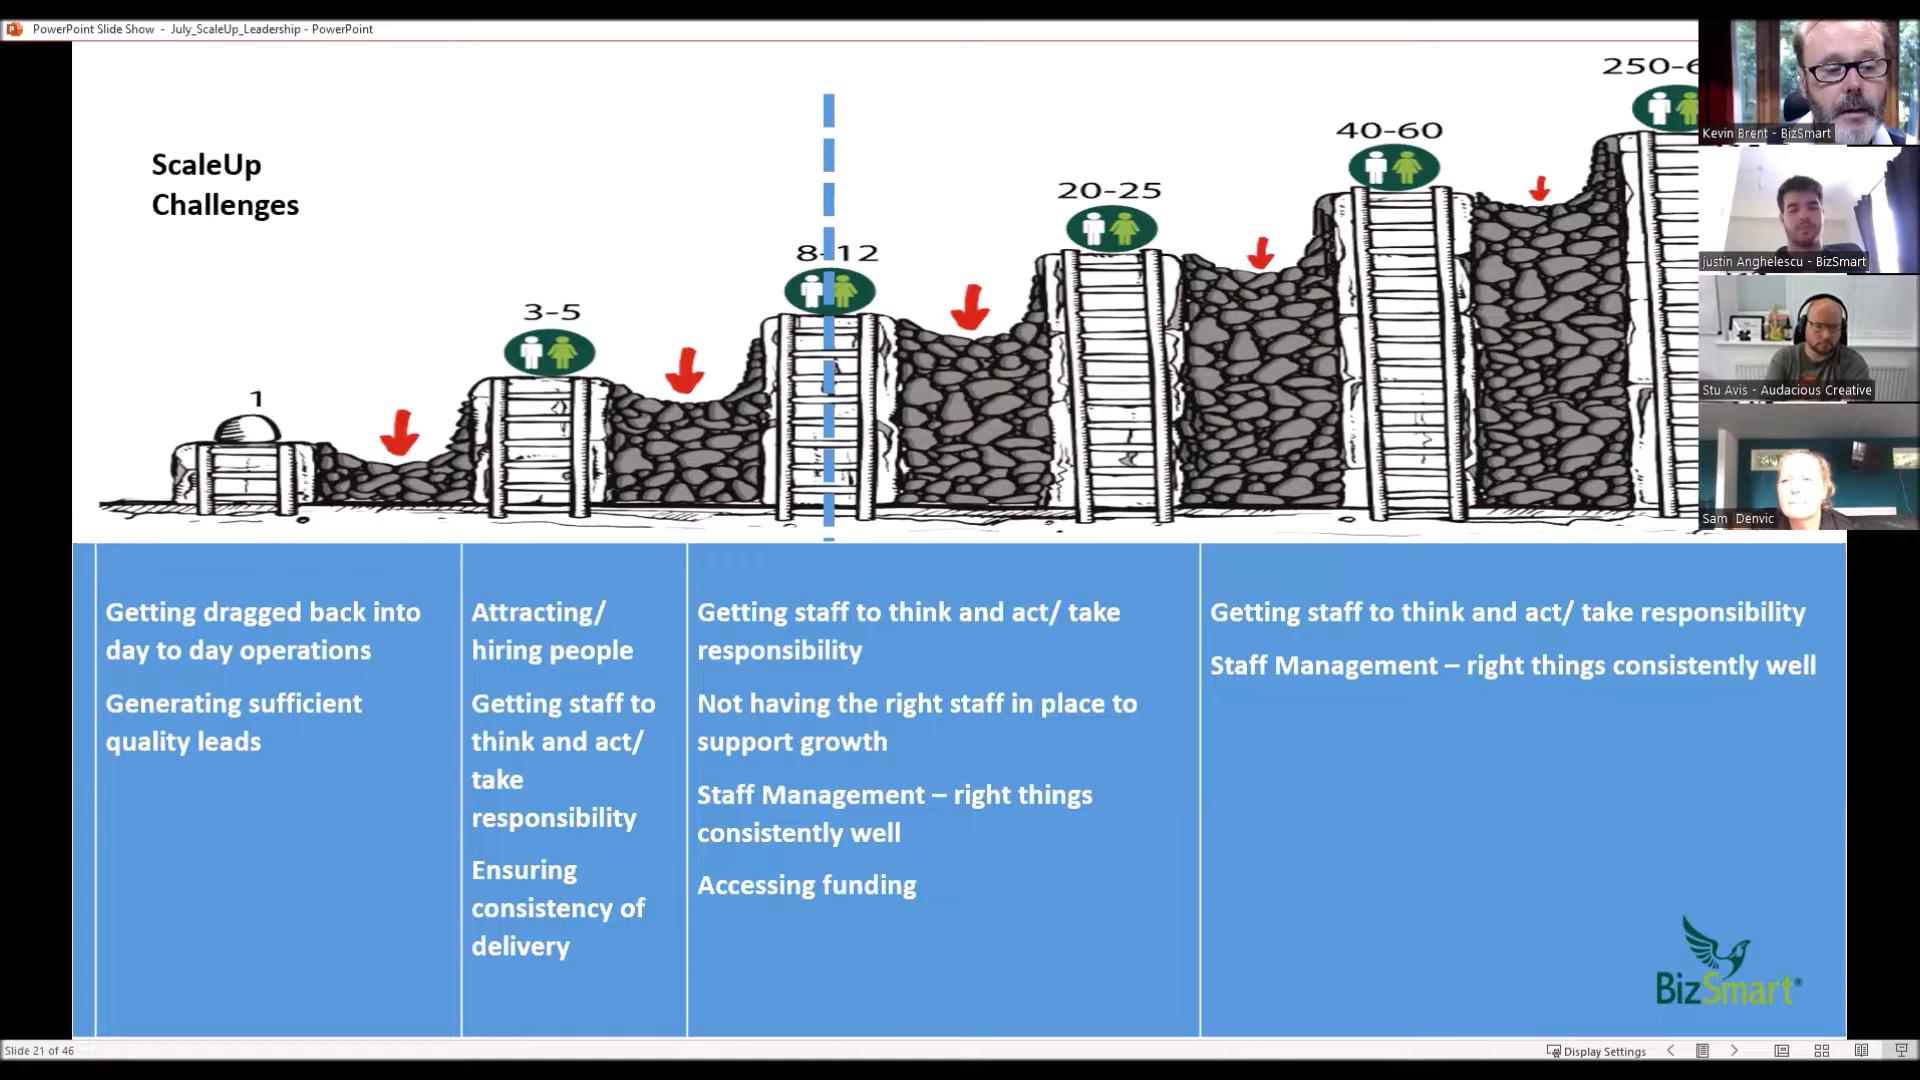 PowerPoint Slide Show - July_ScaleUp_Leadership - PowerPoint
ScaleUp
Challenges
1
3-5
8-12
20-25
40-60
250-6
Kevin Brent - BizSmart
justin Anghelescu - BizSmart
Stu Avis - Audacious Creative
Sam Denvic
Getting dragged back into
day to day operations
Generating sufficient
quality leads
Attracting/
hiring people
Getting staff to
think and act/
take
responsibility
Ensuring
consistency of
delivery
Getting staff to think and act/ take
responsibility
Not having the right staff in place to
support growth
Staff Management – right things
consistently well
Accessing funding
Getting staff to think and act/ take responsibility
Staff Management – right things consistently well
BizSmart®
Slide 21 of 46
Display Settings